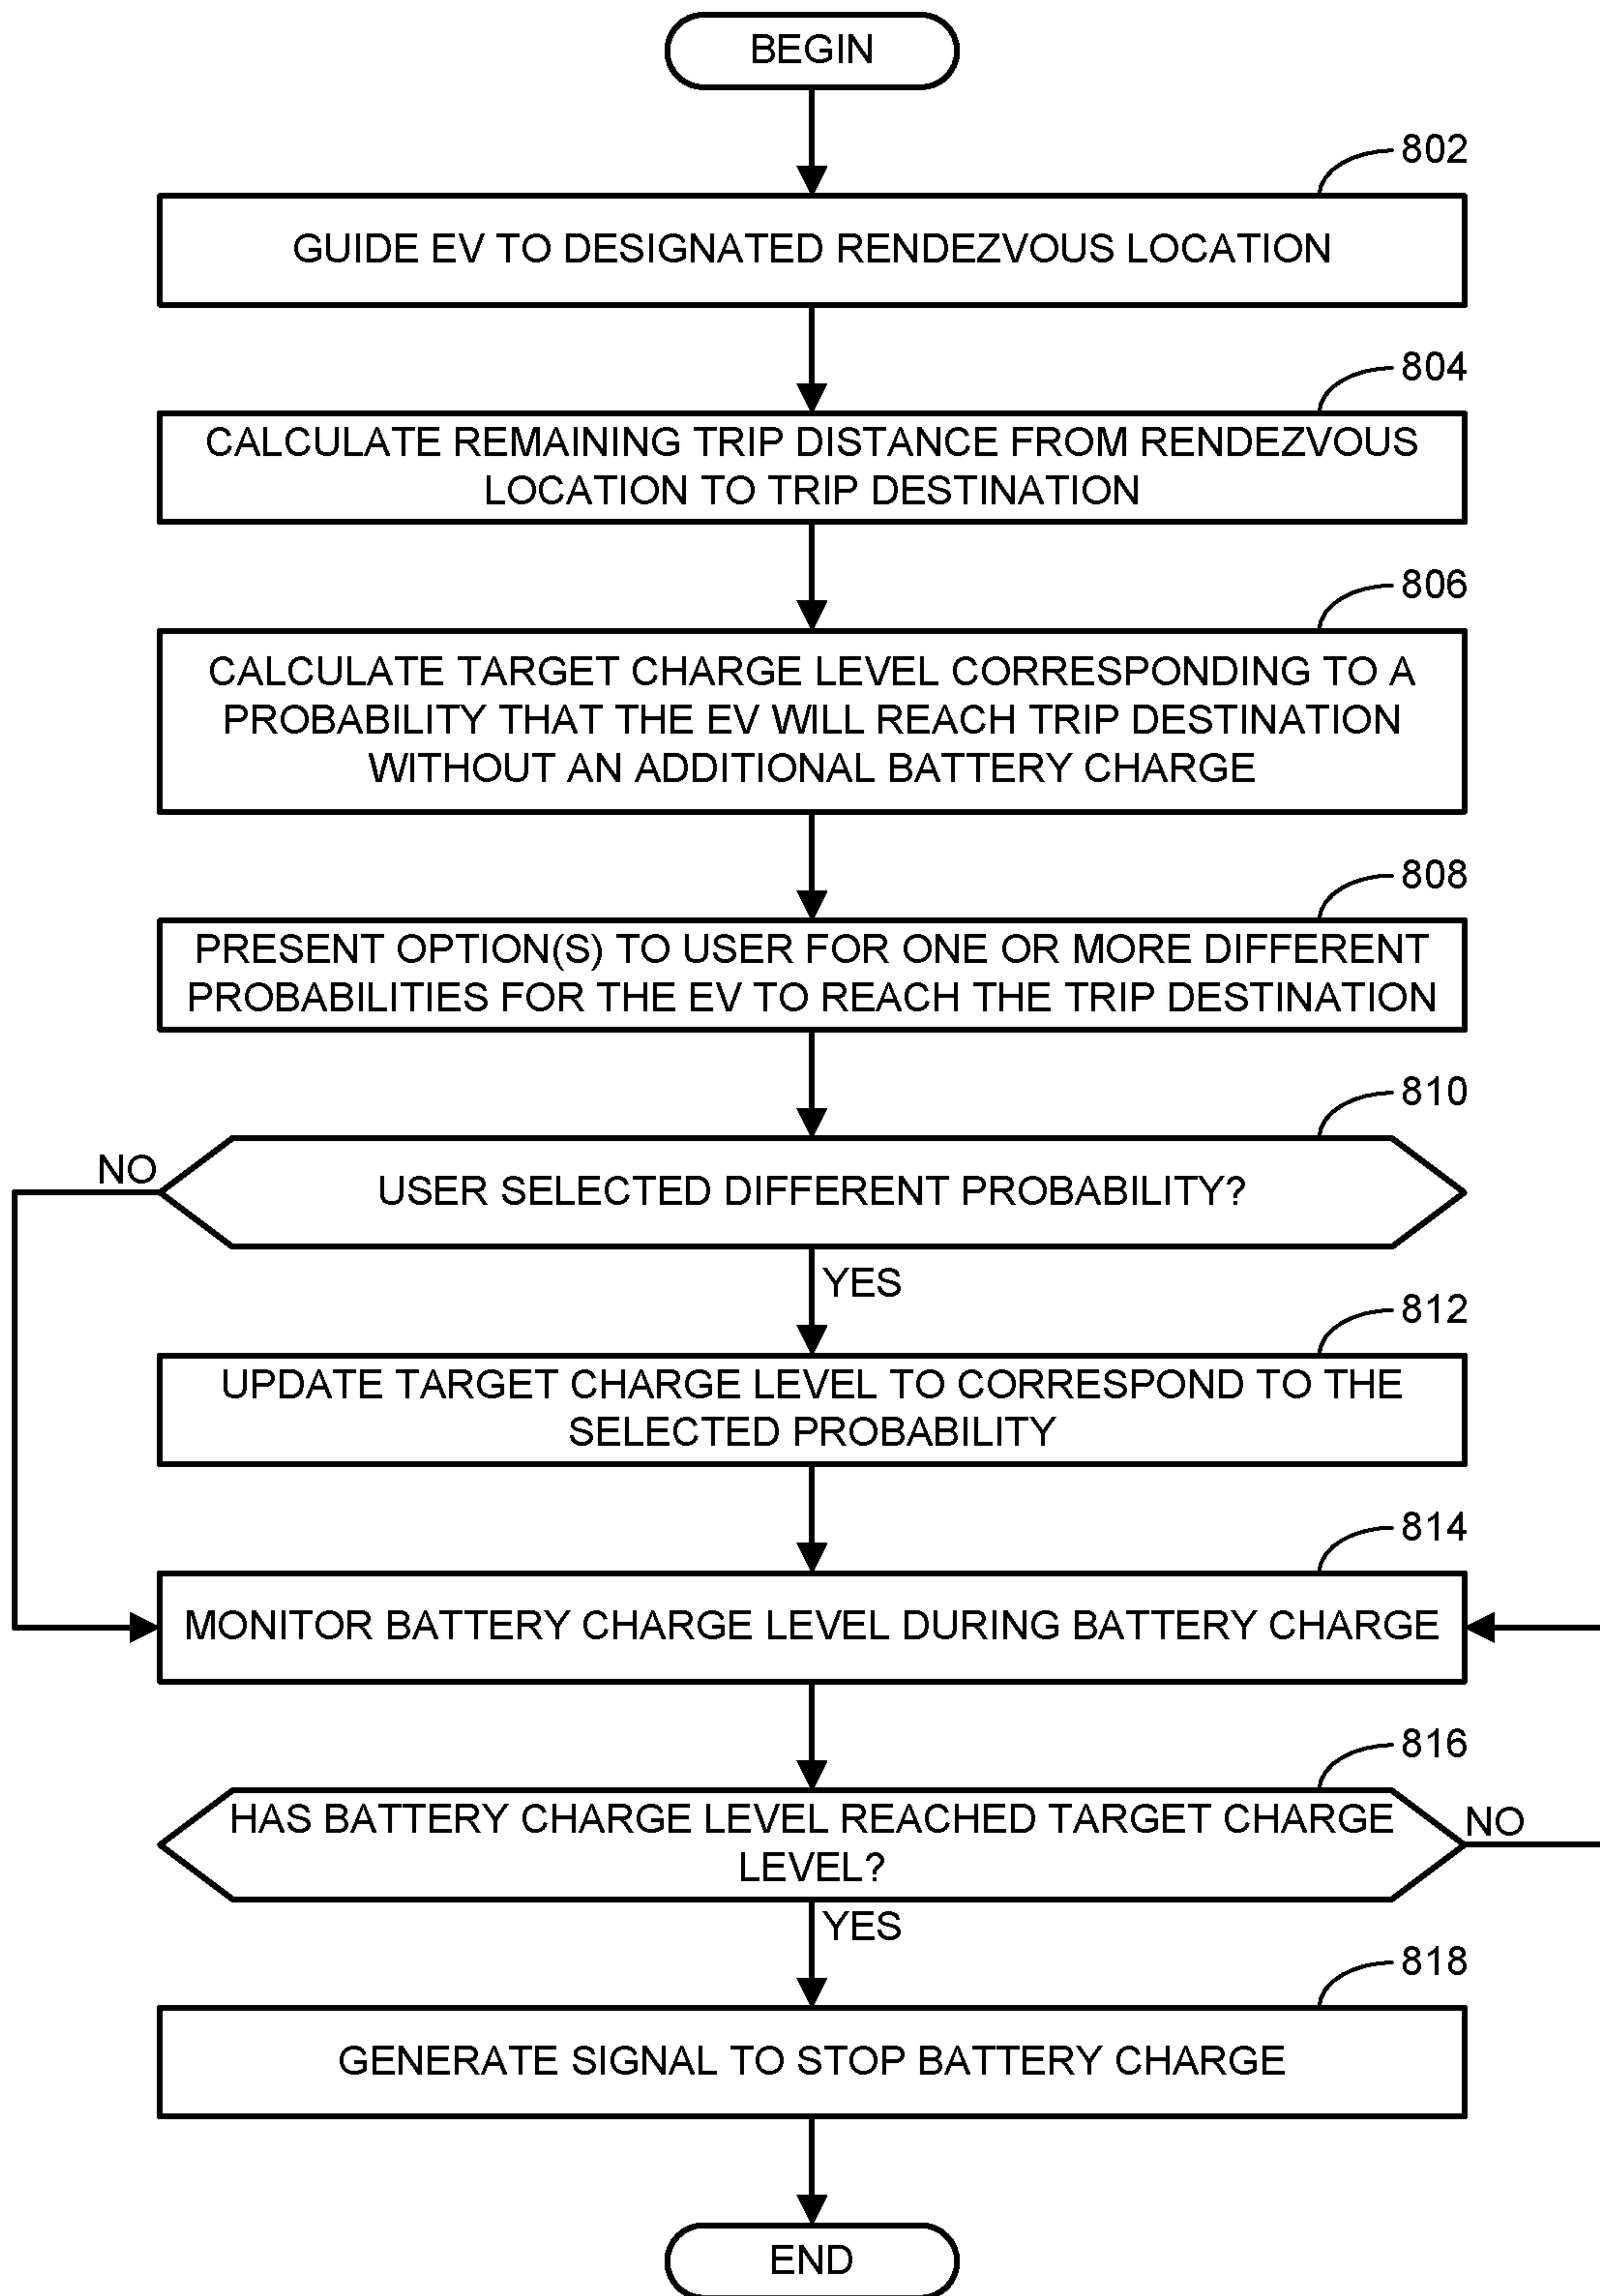 BEGIN
802
GUIDE EV TO DESIGNATED RENDEZVOUS LOCATION
804
CALCULATE REMAINING TRIP DISTANCE FROM RENDEZVOUS
LOCATION TO TRIP DESTINATION
806
CALCULATE TARGET CHARGE LEVEL CORRESPONDING TO A
PROBABILITY THAT THE EV WILL REACH TRIP DESTINATION
WITHOUT AN ADDITIONAL BATTERY CHARGE
808
PRESENT OPTION(S) TO USER FOR ONE OR MORE DIFFERENT
PROBABILITIES FOR THE EV TO REACH THE TRIP DESTINATION
810
NO
USER SELECTED DIFFERENT PROBABILITY?
YES
812
UPDATE TARGET CHARGE LEVEL TO CORRESPOND TO THE
SELECTED PROBABILITY
814
MONITOR BATTERY CHARGE LEVEL DURING BATTERY CHARGE
816
HAS BATTERY CHARGE LEVEL REACHED TARGET CHARGE
LEVEL?
NO
YES
818
GENERATE SIGNAL TO STOP BATTERY CHARGE
END